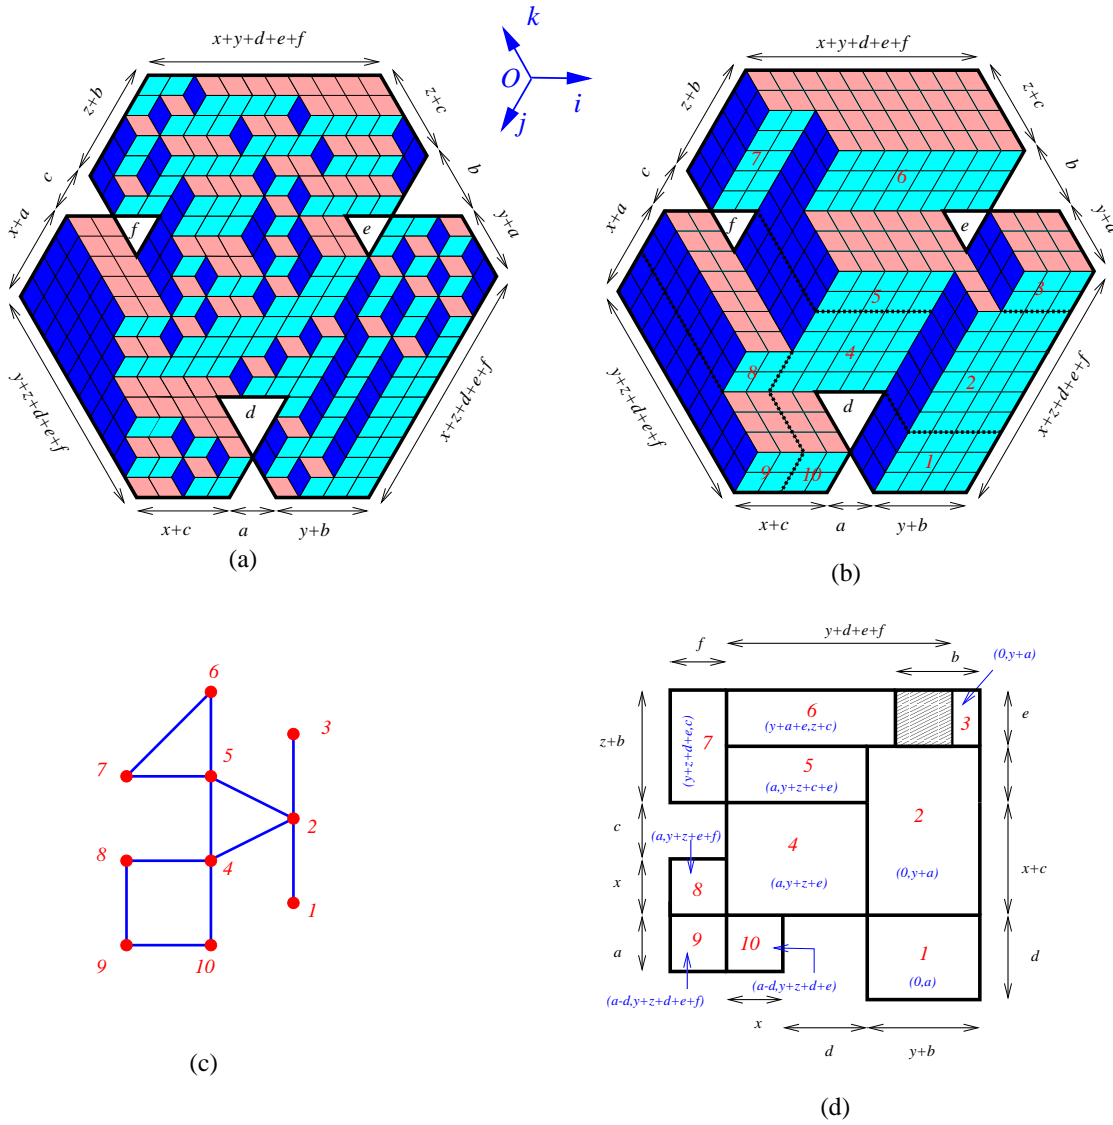 x+y+d+e+f
z+b
z+c
c
b
x+a
y+a
f
e
d
y+z+d+e+f
x+z+d+e+f
x+c
a
y+b
(a)
k
O
i
j
x+y+d+e+f
z+b
z+c
c
b
x+a
y+a
f
e
7
6
3
5
4
8
2
d
1
9
10
y+z+d+e+f
x+z+d+e+f
x+c
a
y+b
(b)
6
3
7
5
2
8
4
1
9
10
(c)
y+d+e+f
f
b
(0,y+a)
6
(y+a+e,z+c)
3
e
z+b
7
(y+z+d+e,c)
5
(a,y+z+c+e)
2
(0,y+a)
c
(a,y+z+e+f)
4
(a,y+z+e)
x
8
x+c
a
9
10
1
(0,a)
d
(a-d,y+z+d+e+f)
(a-d,y+z+d+e)
x
d
y+b
(d)